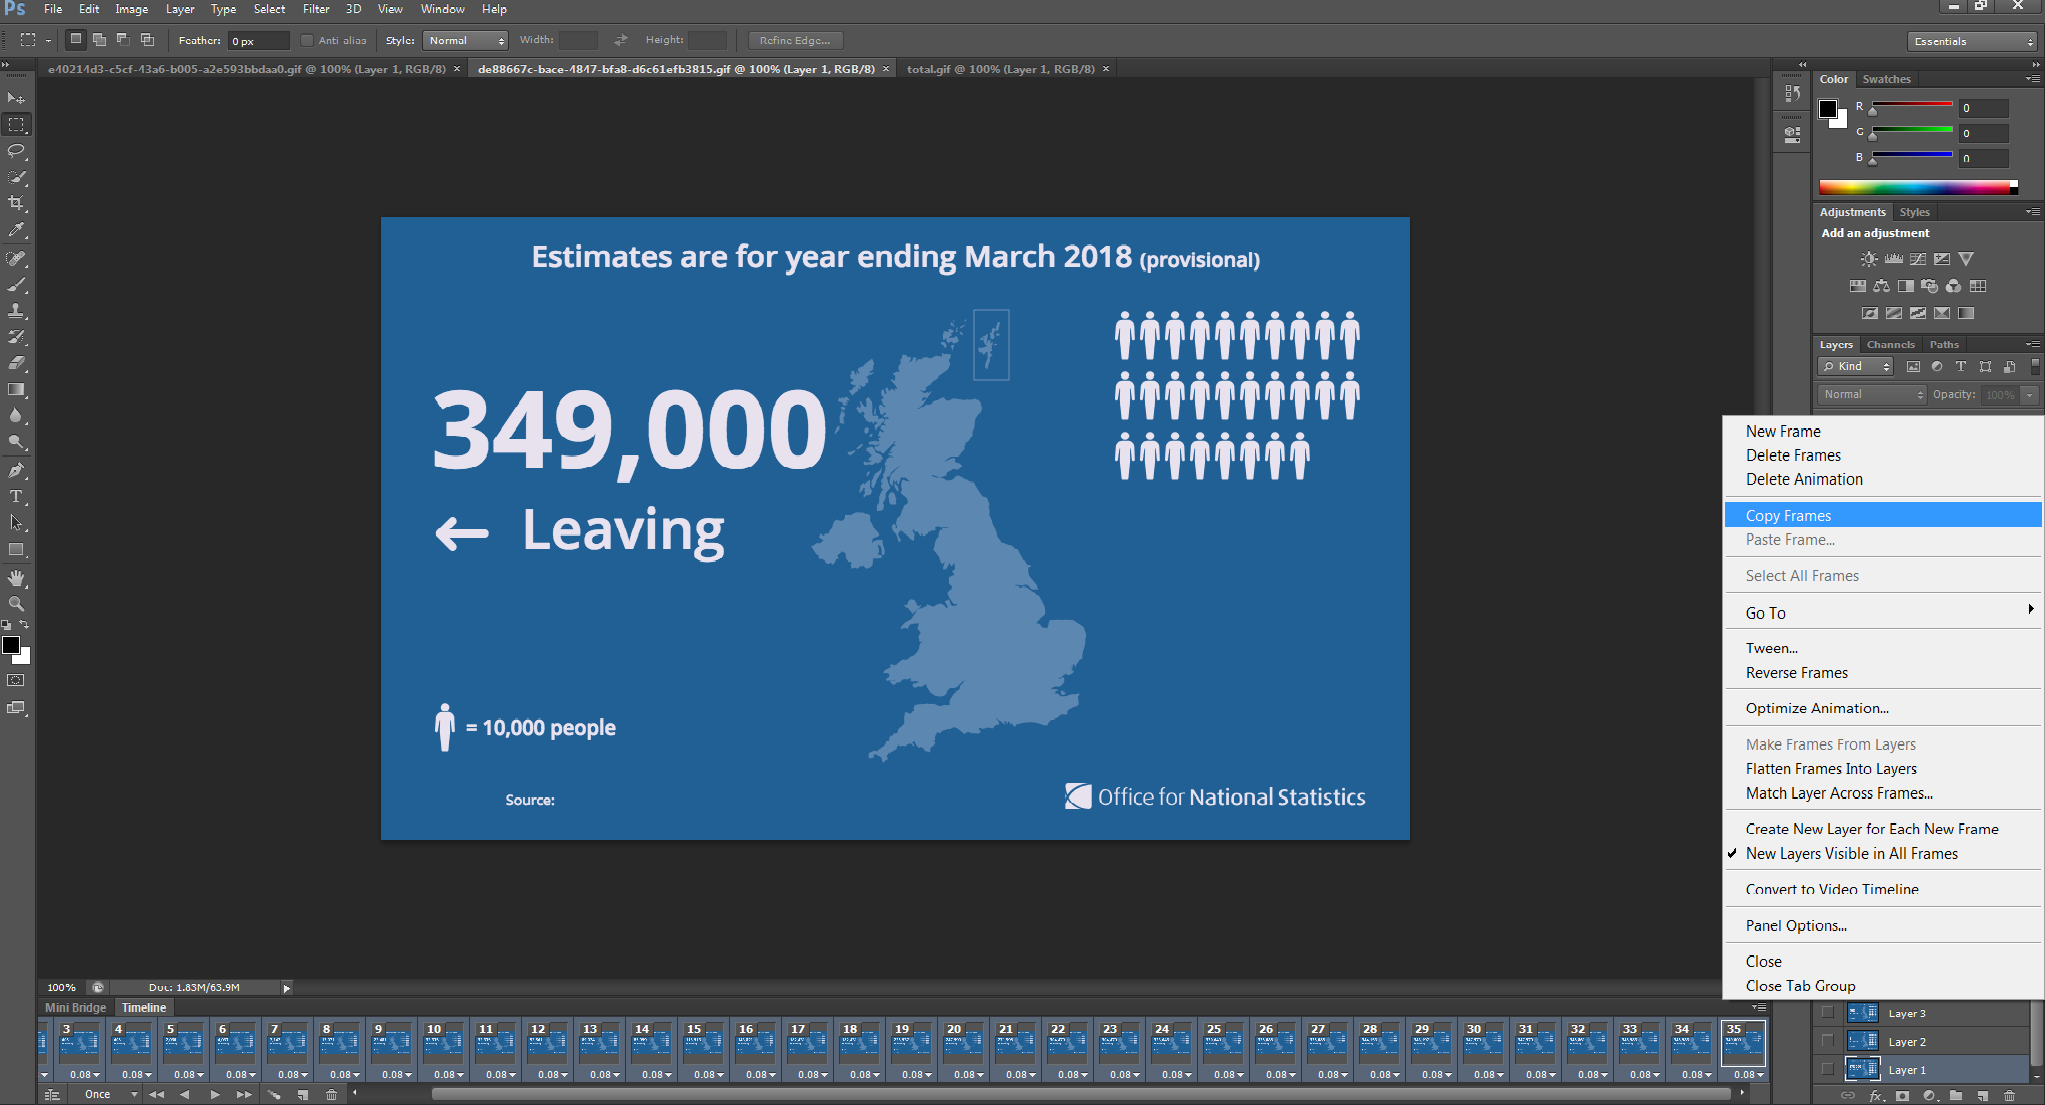 Ps File Edit Image Layer Type Select Filter 3D View Window Help
Feather: 0 px Anti-alias Style: Normal Width: Height: Refine Edge... Essentials
e40214d3-c5cf-43a6-b005-a2e593bbdaa0.gif @ 100% (Layer 1, RGB/8) × de88667c-bace-4847-bfa8-d6c61efb3815.gif @ 100% (Layer 1, RGB/8) × total.gif @ 100% (Layer 1, RGB/8) ×
Color Swatches
R 0
G 0
B 0
Adjustments Styles
Add an adjustment
Layers Channels Paths
Kind
Normal Opacity: 100%
Estimates are for year ending March 2018 (provisional)
349,000
← Leaving
= 10,000 people
Source:
Office for National Statistics
New Frame
Delete Frames
Delete Animation
Copy Frames
Paste Frame...
Select All Frames
Go To
Tween...
Reverse Frames
Optimize Animation...
Make Frames From Layers
Flatten Frames Into Layers
Match Layer Across Frames...
Create New Layer for Each New Frame
✓ New Layers Visible in All Frames
Convert to Video Timeline
Panel Options...
Close
Close Tab Group
Layer 3
Layer 2
Layer 1
100% Doc: 1.83M/63.9M
Mini Bridge Timeline
3 4 5 6 7 8 9 10 11 12 13 14 15 16 17 18 19 20 21 22 23 24 25 26 27 28 29 30 31 32 33 34 35
0.08 0.08 0.08 0.08 0.08 0.08 0.08 0.08 0.08 0.08 0.08 0.08 0.08 0.08 0.08 0.08 0.08 0.08 0.08 0.08 0.08 0.08 0.08 0.08 0.08 0.08 0.08 0.08 0.08 0.08 0.08 0.08 0.08
Once